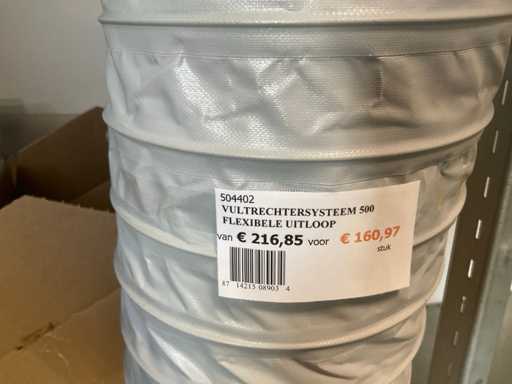 504402
VULTRECHTERSYSTEEM 500
FLEXIBELE UITLOOP
van € 216,85 voor € 160,97
stuk
87 14215 08903 4